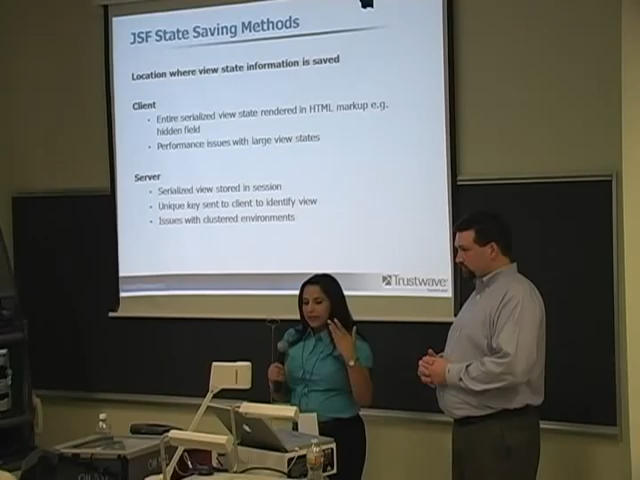 JSF State Saving Methods
Location where view state information is saved
Client
• Entire serialized view state rendered in HTML markup e.g.
hidden field
• Performance issues with large view states
Server
• Serialized view stored in session
• Unique key sent to client to identify view
• Issues with clustered environments
Trustwave